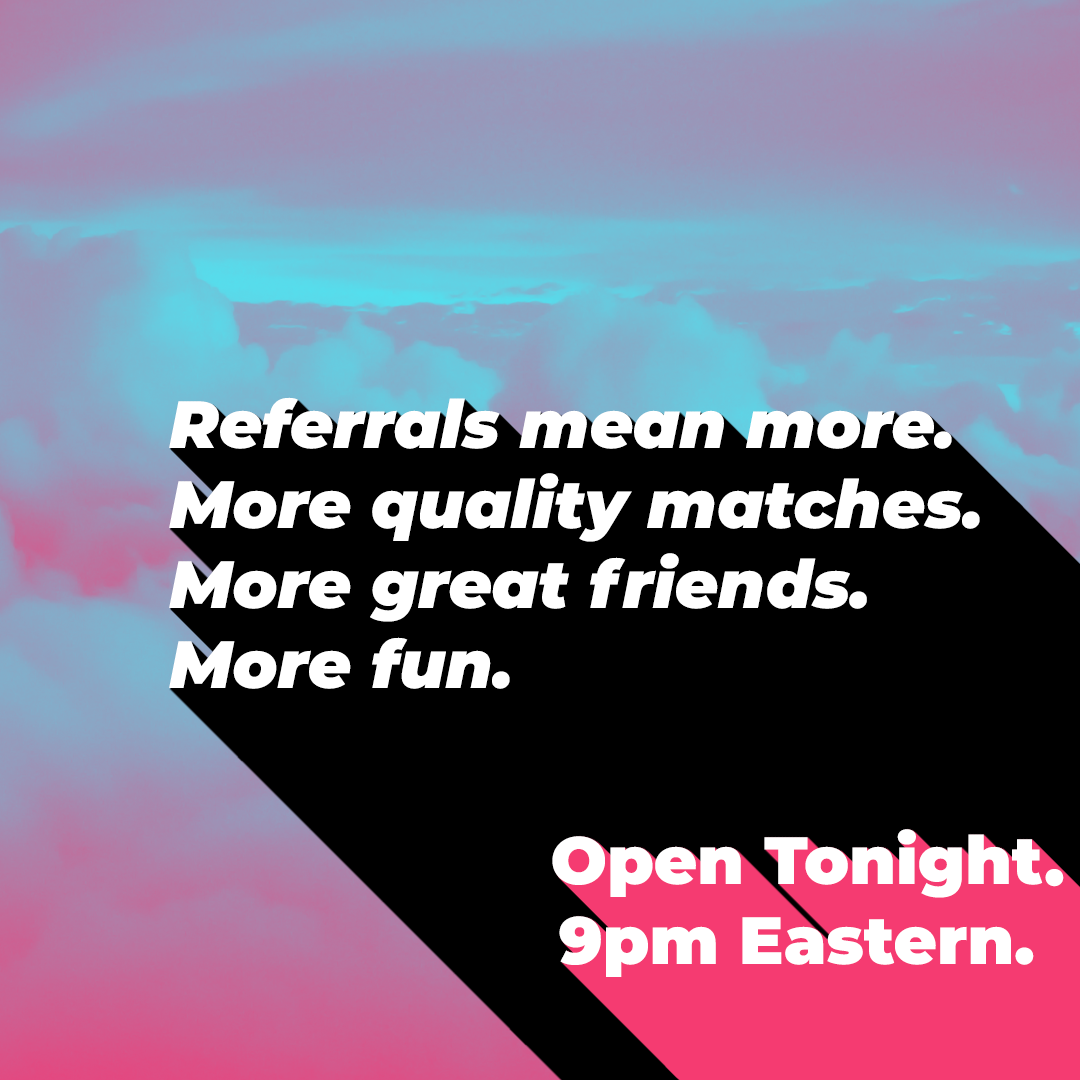 Referrals mean more.
More quality matches.
More great friends.
More fun.
Open Tonight.
9pm Eastern.